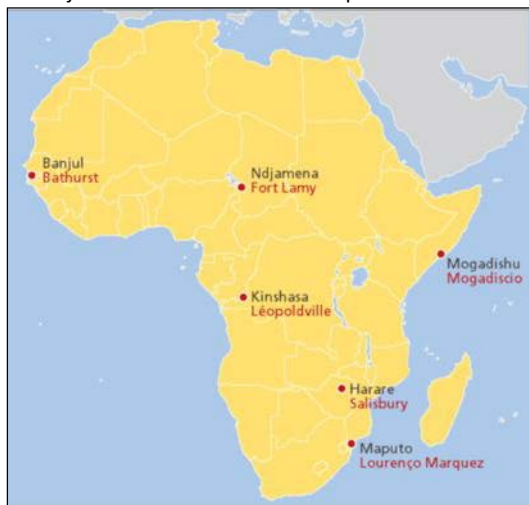 Banjul
Bathurst
Ndjamena
Fort Lamy
Mogadishu
Mogadiscio
Kinshasa
Léopoldville
Harare
Salisbury
Maputo
Lourenço Marquez